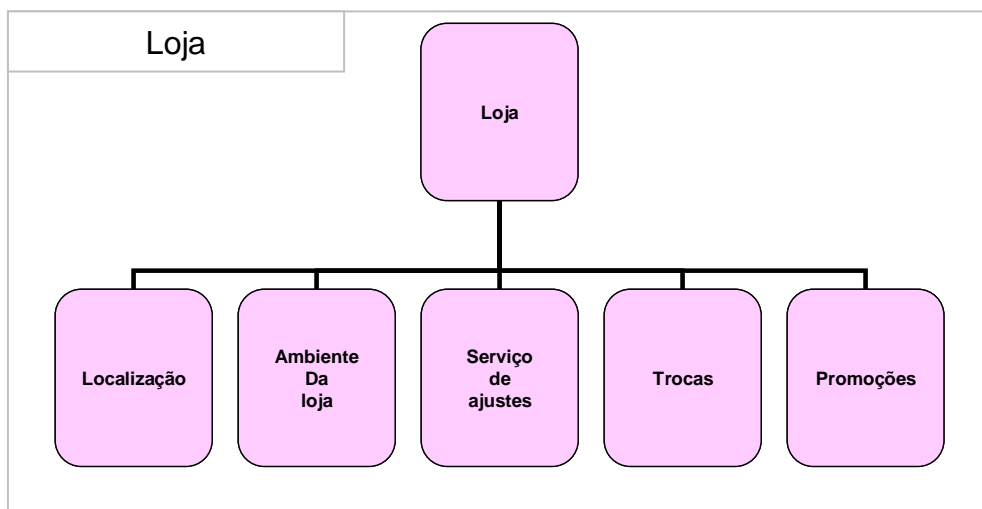 Loja
Loja
Localização
Ambiente
Da
loja
Serviço
de
ajustes
Trocas
Promoções